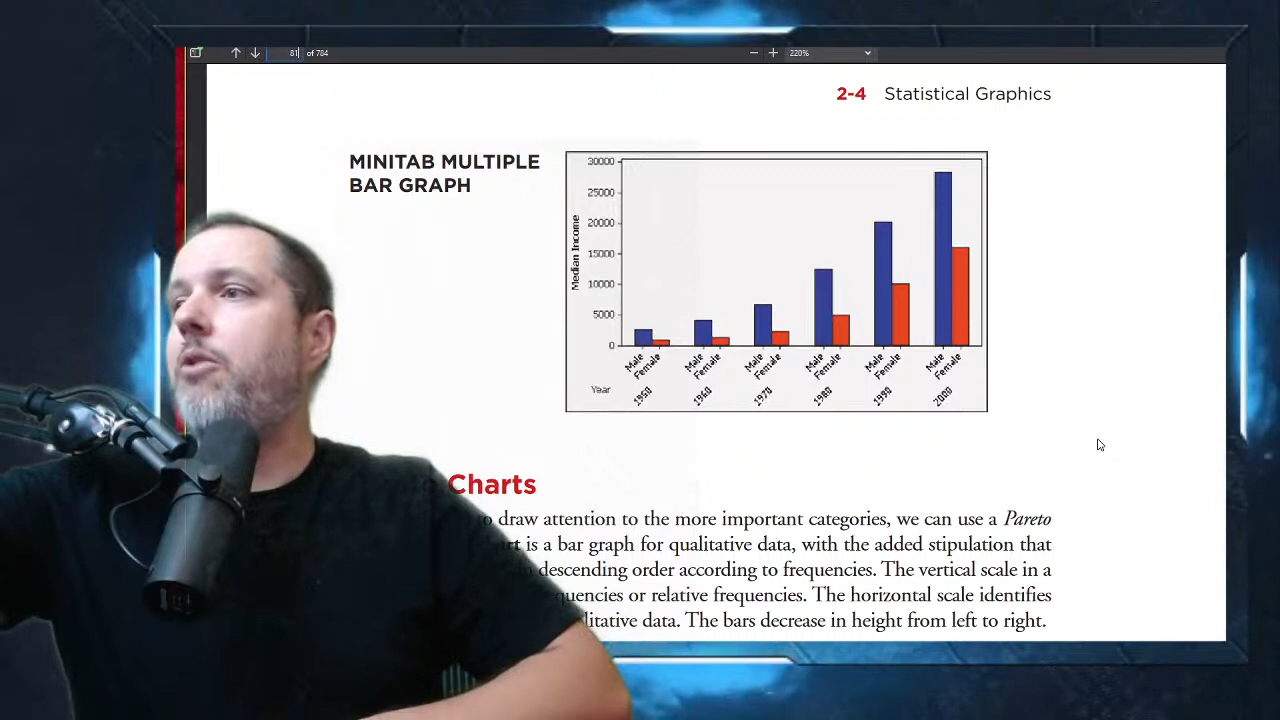 81 of 784
220%
2-4 Statistical Graphics
MINITAB MULTIPLE
BAR GRAPH
30000
25000
20000
15000
10000
5000
0
Median Income
Male Female Male Female Male Female Male Female Male Female Male Female
Year 1950 1960 1970 1980 1990 2000
Charts
draw attention to the more important categories, we can use a Pareto
is a bar graph for qualitative data, with the added stipulation that
descending order according to frequencies. The vertical scale in a
or relative frequencies. The horizontal scale identifies
data. The bars decrease in height from left to right.